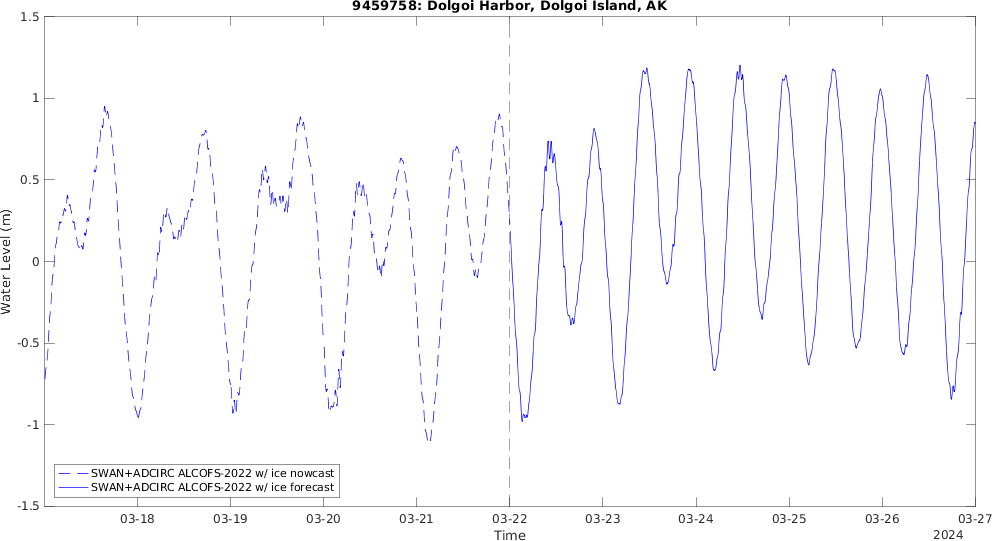 9459758: Dolgoi Harbor, Dolgoi Island, AK
1.5
1
0.5
0
-0.5
-1
-1.5
Water Level (m)
SWAN+ADCIRC ALCOFS-2022 w/ ice nowcast
SWAN+ADCIRC ALCOFS-2022 w/ ice forecast
03-18 03-19 03-20 03-21 03-22 03-23 03-24 03-25 03-26 03-27
Time
2024